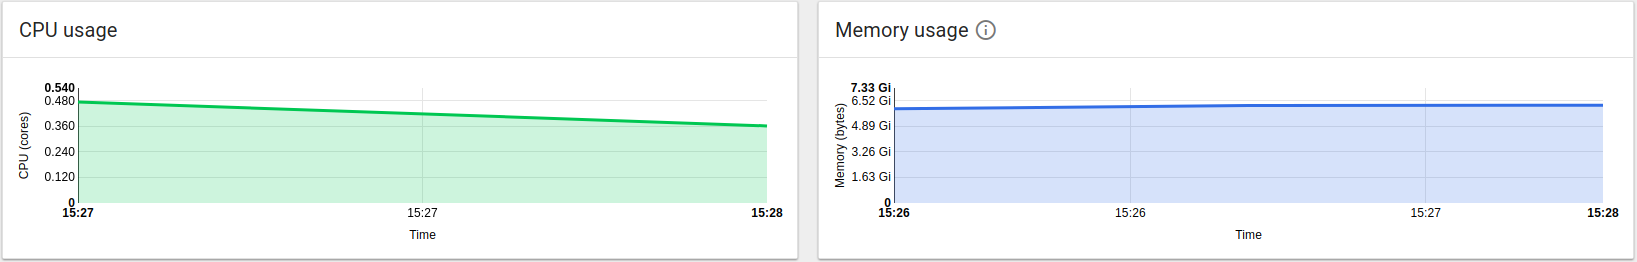 CPU usage
0.540
0.480
0.360
0.240
0.120
0
CPU (cores)
15:27
15:27
15:28
Time
Memory usage
7.33 Gi
6.52 Gi
4.89 Gi
3.26 Gi
1.63 Gi
0
Memory (bytes)
15:26
15:26
15:27
15:28
Time